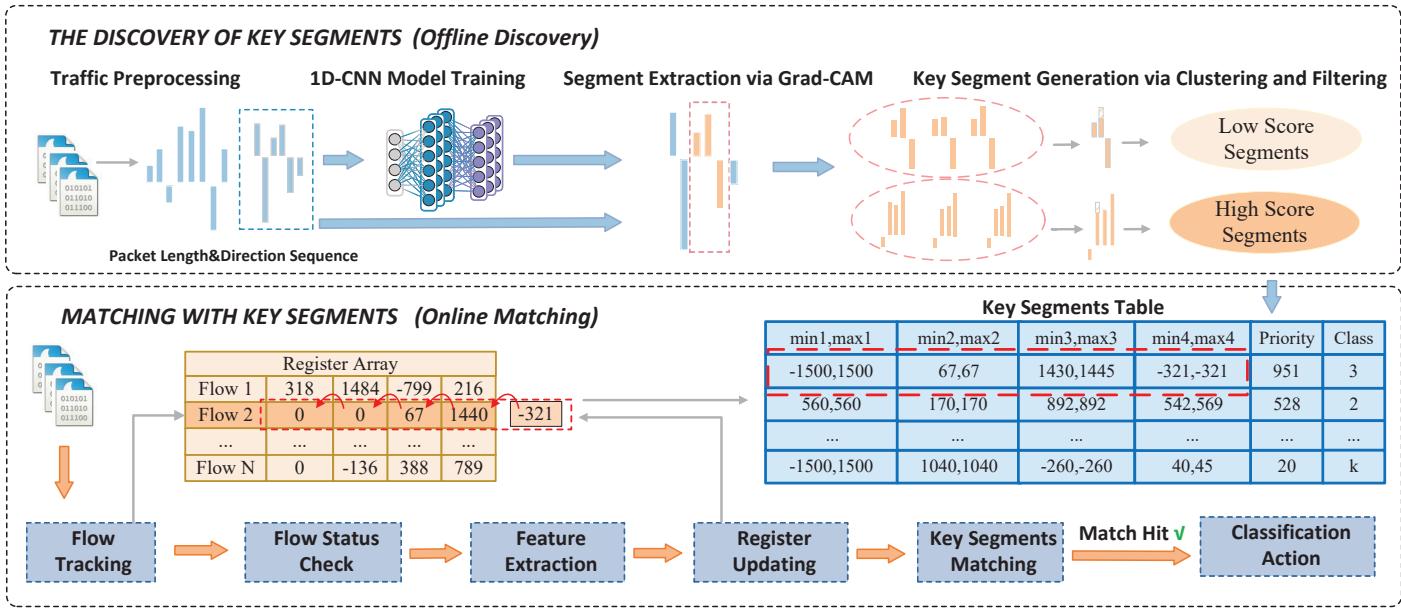 THE DISCOVERY OF KEY SEGMENTS (Offline Discovery)
Traffic Preprocessing
1D-CNN Model Training
Segment Extraction via Grad-CAM
Key Segment Generation via Clustering and Filtering
010101
011010
011100
Packet Length&Direction Sequence
Low Score
Segments
High Score
Segments
MATCHING WITH KEY SEGMENTS (Online Matching)
010101
011010
011100
Register Array
Flow 1 318 1484 -799 216
Flow 2 0 0 67 1440 -321
... ... ... ... ...
Flow N 0 -136 388 789
Key Segments Table
min1,max1 min2,max2 min3,max3 min4,max4 Priority Class
-1500,1500 67,67 1430,1445 -321,-321 951 3
560,560 170,170 892,892 542,569 528 2
... ... ... ... ... ...
-1500,1500 1040,1040 -260,-260 40,45 20 k
Flow
Tracking
Flow Status
Check
Feature
Extraction
Register
Updating
Key Segments
Matching
Match Hit √
Classification
Action